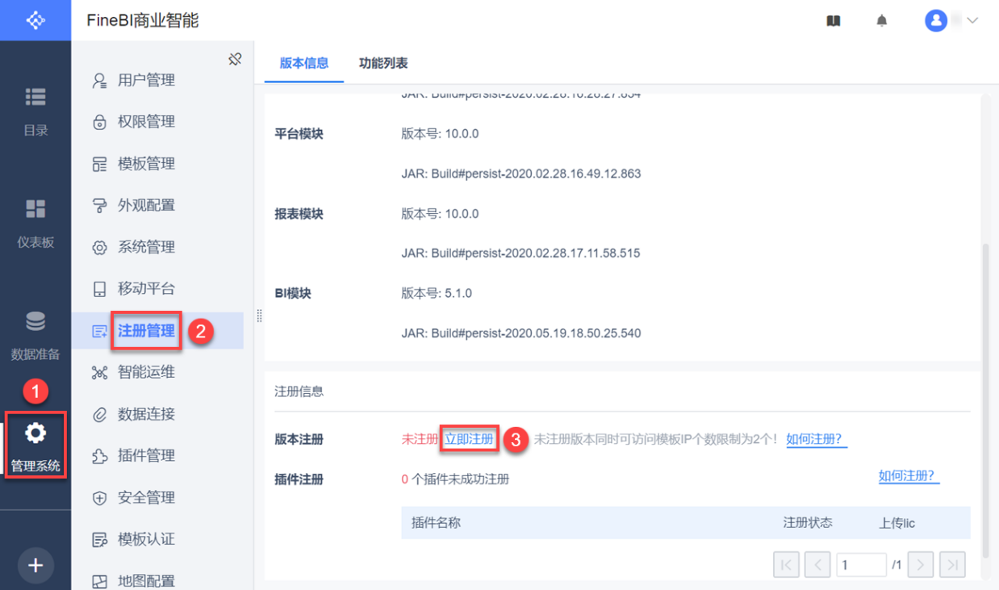 FineBI商业智能
目录
仪表板
数据准备
1
管理系统
用户管理
权限管理
模板管理
外观配置
系统管理
移动平台
注册管理 2
智能运维
数据连接
插件管理
安全管理
模板认证
地图配置
版本信息 功能列表
JAR: Build#persist-2020.02.28.16.28.27.634
平台模块 版本号: 10.0.0
JAR: Build#persist-2020.02.28.16.49.12.863
报表模块 版本号: 10.0.0
JAR: Build#persist-2020.02.28.17.11.58.515
BI模块 版本号: 5.1.0
JAR: Build#persist-2020.05.19.18.50.25.540
注册信息
版本注册 未注册 立即注册 3 未注册版本同时可访问模板IP个数限制为2个! 如何注册?
插件注册 0 个插件未成功注册 如何注册?
插件名称 注册状态 上传lic
1 /1